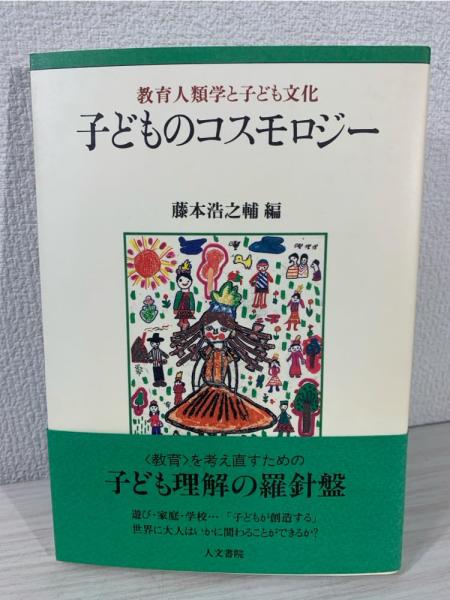 教育人類学と子ども文化
子どものコスモロジー
藤本浩之輔 編
〈教育〉を考え直すための
子ども理解の羅針盤
遊び・家庭・学校…「子どもが創造する」
世界に大人はいかに関わることができるか?
人文書院